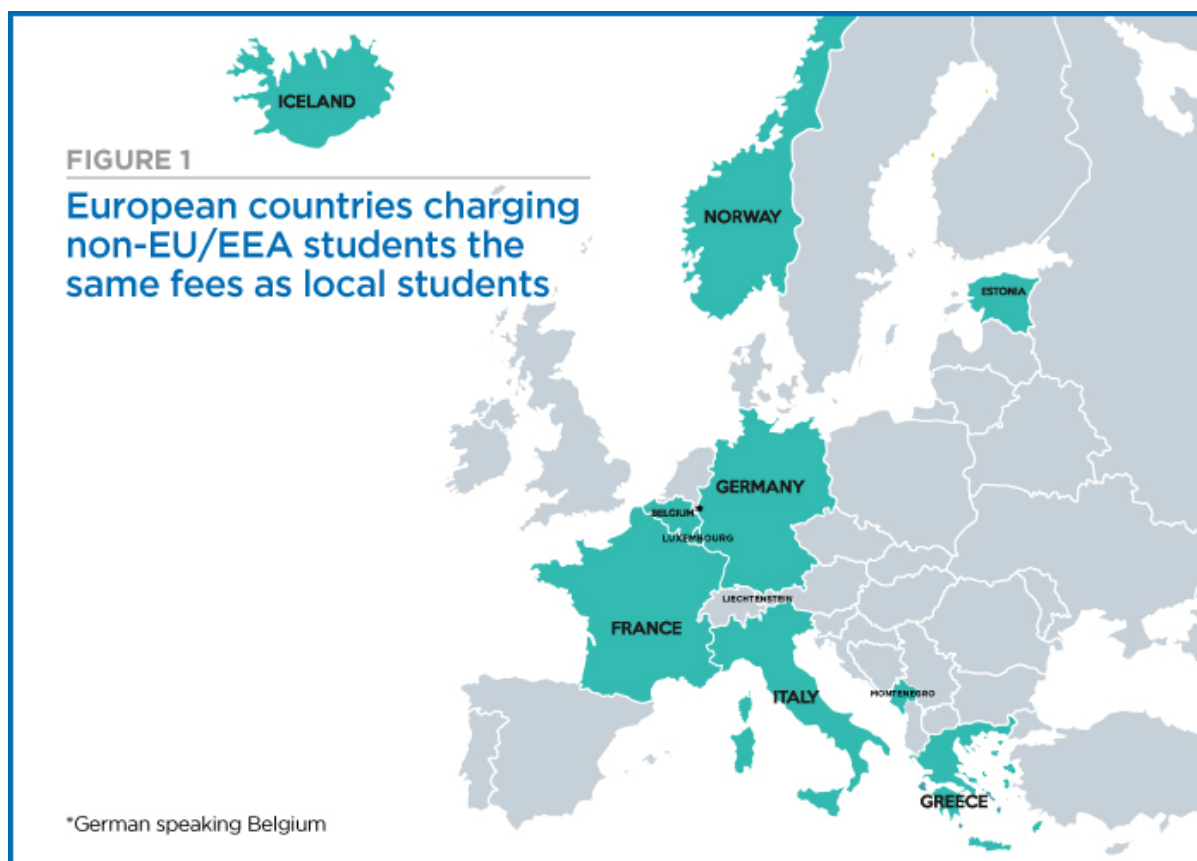 ICELAND
FIGURE 1
European countries charging
non-EU/EEA students the
same fees as local students
NORWAY
ESTONIA
GERMANY
BELGIUM*
LUXEMBOURG
LIECHTENSTEIN
FRANCE
ITALY
MONTENEGRO
GREECE
*German speaking Belgium